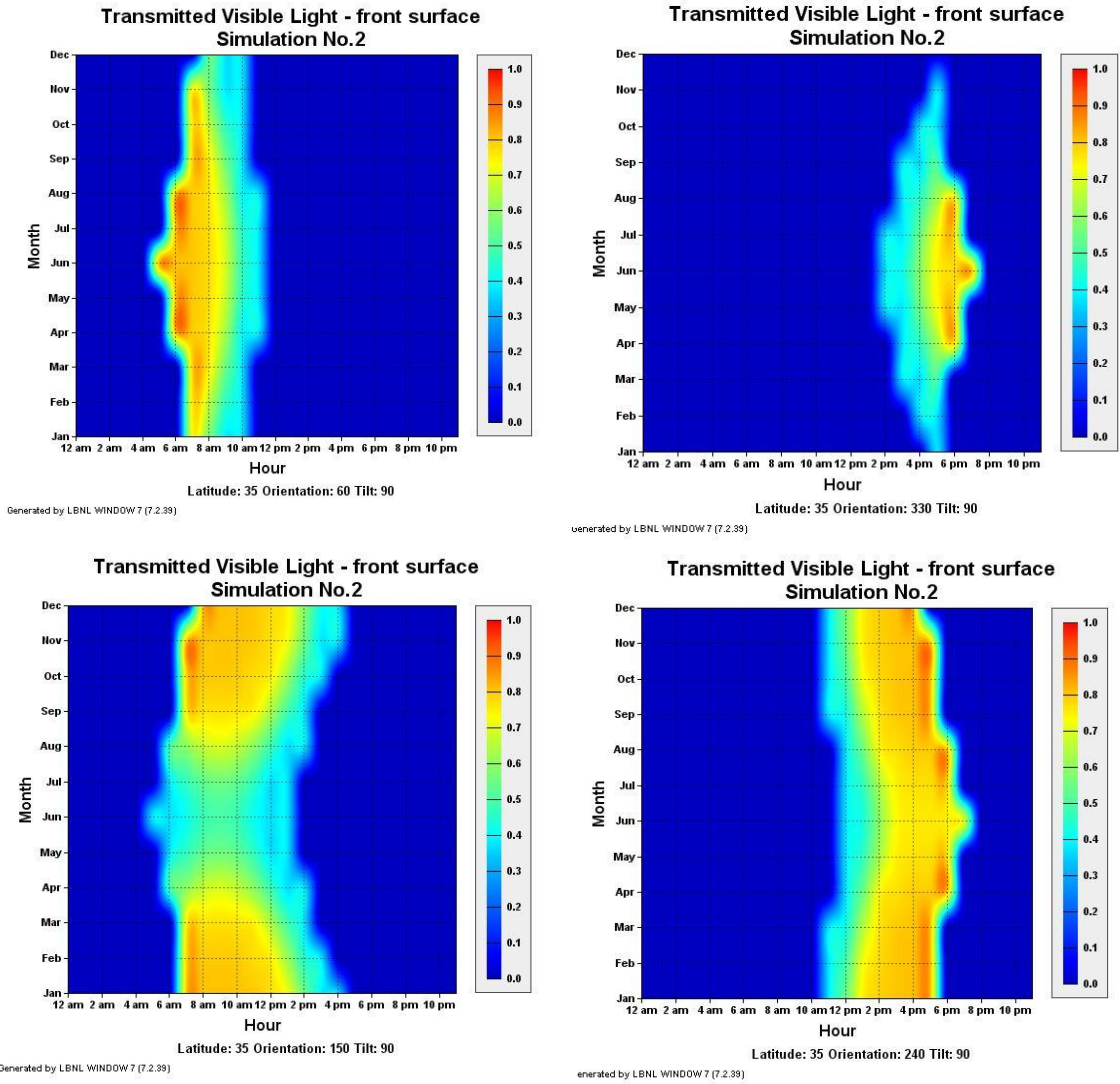 Transmitted Visible Light - front surface
Simulation No.2
Dec
Nov
Oct
Sep
Aug
Jul
Jun
May
Apr
Mar
Feb
Jan
Month
12 am 2 am 4 am 6 am 8 am 10 am 12 pm 2 pm 4 pm 6 pm 8 pm 10 pm
Hour
1.0
0.9
0.8
0.7
0.6
0.5
0.4
0.3
0.2
0.1
0.0
Latitude: 35 Orientation: 60 Tilt: 90
Generated by LBNL WINDOW 7 (7.2.39)
Transmitted Visible Light - front surface
Simulation No.2
Dec
Nov
Oct
Sep
Aug
Jul
Jun
May
Apr
Mar
Feb
Jan
Month
12 am 2 am 4 am 6 am 8 am 10 am 12 pm 2 pm 4 pm 6 pm 8 pm 10 pm
Hour
1.0
0.9
0.8
0.7
0.6
0.5
0.4
0.3
0.2
0.1
0.0
Latitude: 35 Orientation: 330 Tilt: 90
Generated by LBNL WINDOW 7 (7.2.39)
Transmitted Visible Light - front surface
Simulation No.2
Dec
Nov
Oct
Sep
Aug
Jul
Jun
May
Apr
Mar
Feb
Jan
Month
12 am 2 am 4 am 6 am 8 am 10 am 12 pm 2 pm 4 pm 6 pm 8 pm 10 pm
Hour
1.0
0.9
0.8
0.7
0.6
0.5
0.4
0.3
0.2
0.1
0.0
Latitude: 35 Orientation: 150 Tilt: 90
Generated by LBNL WINDOW 7 (7.2.39)
Transmitted Visible Light - front surface
Simulation No.2
Dec
Nov
Oct
Sep
Aug
Jul
Jun
May
Apr
Mar
Feb
Jan
Month
12 am 2 am 4 am 6 am 8 am 10 am 12 pm 2 pm 4 pm 6 pm 8 pm 10 pm
Hour
1.0
0.9
0.8
0.7
0.6
0.5
0.4
0.3
0.2
0.1
0.0
Latitude: 35 Orientation: 240 Tilt: 90
enerated by LBNL WINDOW 7 (7.2.39)